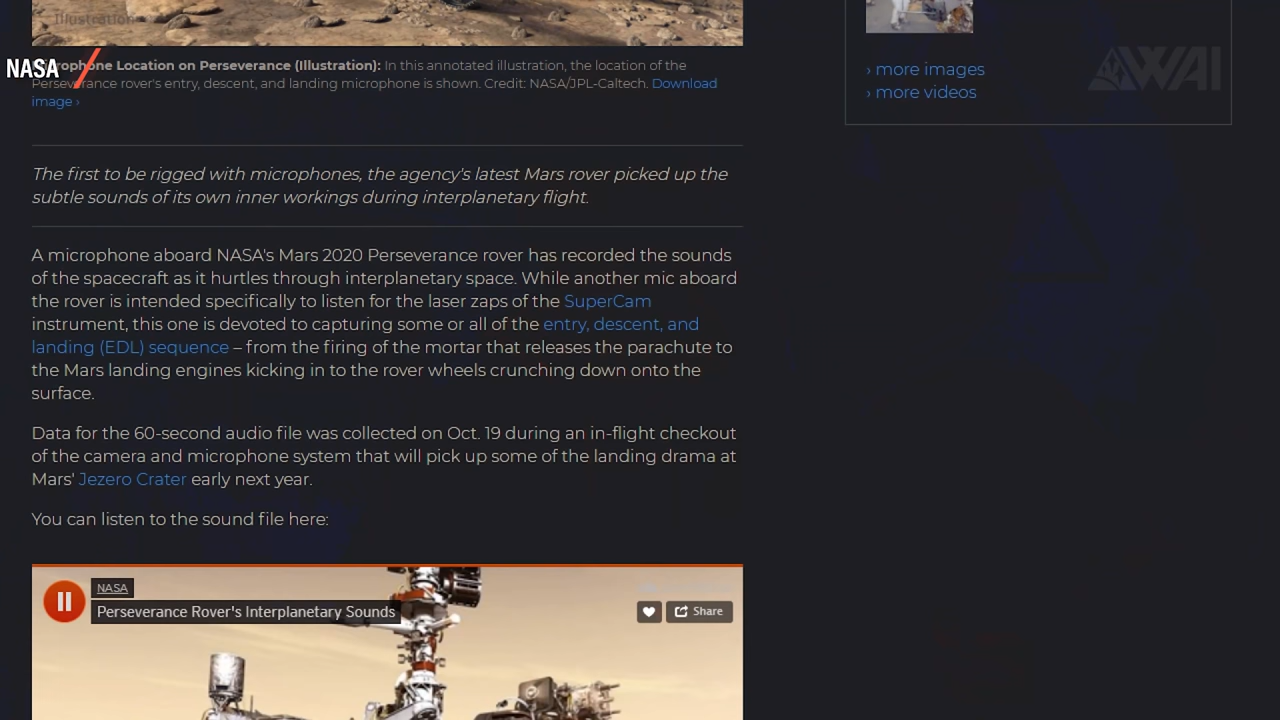 Illustration
NASA
Microphone Location on Perseverance (Illustration): In this annotated illustration, the location of the
Perseverance rover's entry, descent, and landing microphone is shown. Credit: NASA/JPL-Caltech. Download
image ›
› more images
› more videos
AWAI
The first to be rigged with microphones, the agency's latest Mars rover picked up the
subtle sounds of its own inner workings during interplanetary flight.
A microphone aboard NASA's Mars 2020 Perseverance rover has recorded the sounds
of the spacecraft as it hurtles through interplanetary space. While another mic aboard
the rover is intended specifically to listen for the laser zaps of the SuperCam
instrument, this one is devoted to capturing some or all of the entry, descent, and
landing (EDL) sequence – from the firing of the mortar that releases the parachute to
the Mars landing engines kicking in to the rover wheels crunching down onto the
surface.
Data for the 60-second audio file was collected on Oct. 19 during an in-flight checkout
of the camera and microphone system that will pick up some of the landing drama at
Mars' Jezero Crater early next year.
You can listen to the sound file here:
NASA
Perseverance Rover's Interplanetary Sounds
Share